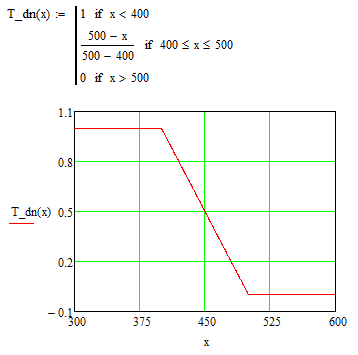 T_dn(x) := 1 if x < 400
500 − x
500 − 400
if 400 ≤ x ≤ 500
0 if x > 500
1.1
0.8
T_dn(x) 0.5
0.2
− 0.1
300 375 450 525 600
x